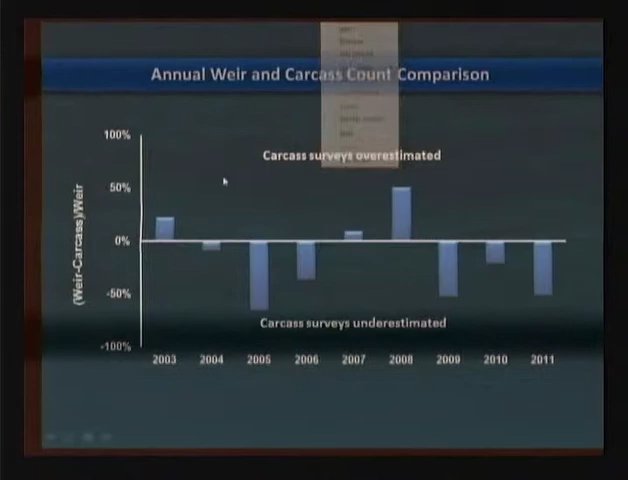 Annual Weir and Carcass Count Comparison
100%
Carcass surveys overestimated
50%
(Weir-Carcass)/Weir
0%
-50%
Carcass surveys underestimated
-100%
2003 2004 2005 2006 2007 2008 2009 2010 2011